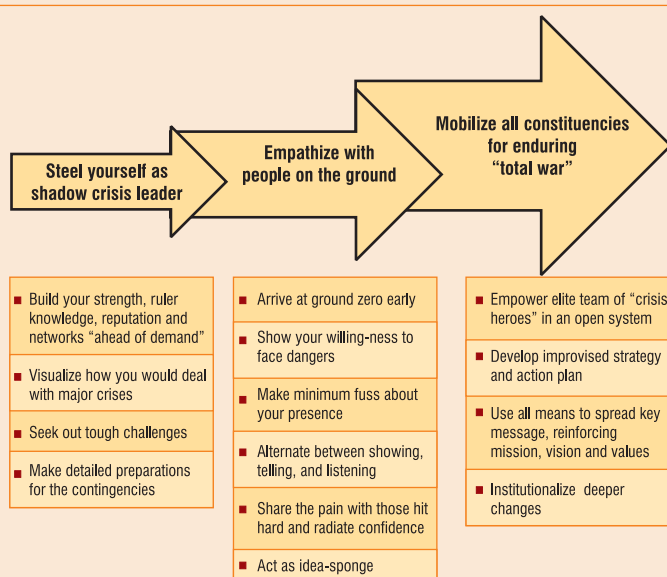 Steel yourself as
shadow crisis leader
Empathize with
people on the ground
Mobilize all constituencies
for enduring
“total war”
■ Build your strength, ruler
knowledge, reputation and
networks “ahead of demand”
■ Visualize how you would deal
with major crises
■ Seek out tough challenges
■ Make detailed preparations
for the contingencies
■ Arrive at ground zero early
■ Show your willing-ness to
face dangers
■ Make minimum fuss about
your presence
■ Alternate between showing,
telling, and listening
■ Share the pain with those hit
hard and radiate confidence
■ Act as idea-sponge
■ Empower elite team of “crisis
heroes” in an open system
■ Develop improvised strategy
and action plan
■ Use all means to spread key
message, reinforcing
mission, vision and values
■ Institutionalize deeper
changes